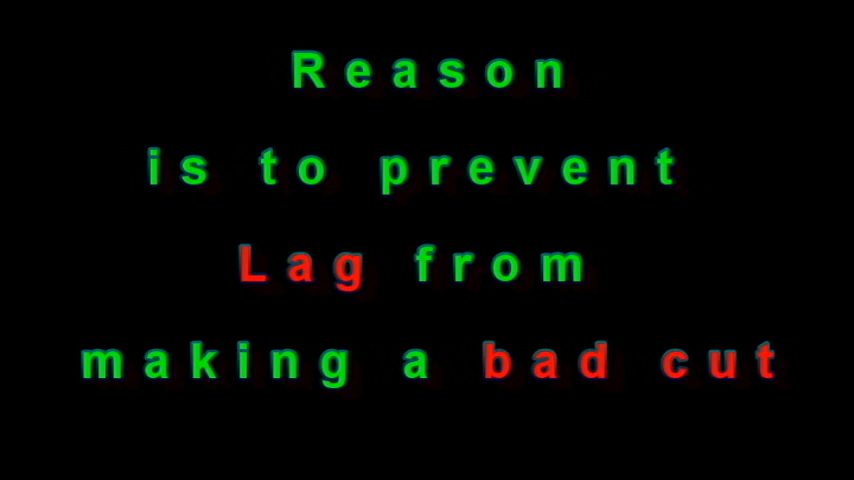 Reason
is to prevent
Lag from
making a bad cut